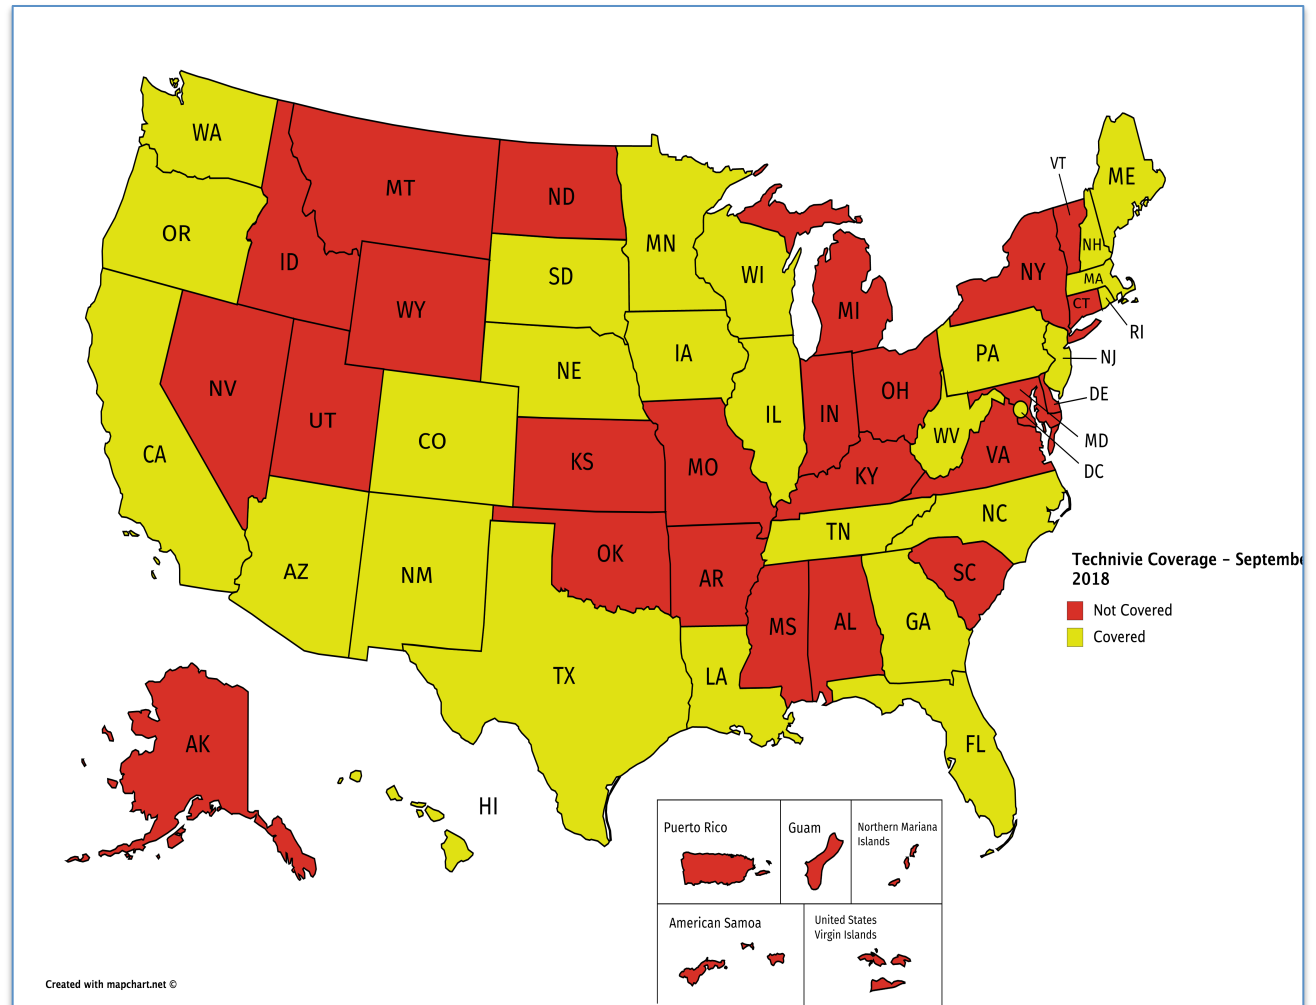 WA
VT
ME
MT
ND
OR
MN
NH
ID
SD
WI
NY
MA
WY
MI
CT
RI
IA
PA
NJ
NE
NV
OH
DE
UT
IL
IN
CO
WV
MD
CA
KS
MO
KY
VA
DC
NC
TN
OK
AZ
NM
AR
SC
Technivie Coverage – Septembe
2018
Not Covered
Covered
MS
AL
GA
TX
LA
AK
FL
HI
Puerto Rico
Guam
Northern Mariana
Islands
American Samoa
United States
Virgin Islands
Created with mapchart.net ©